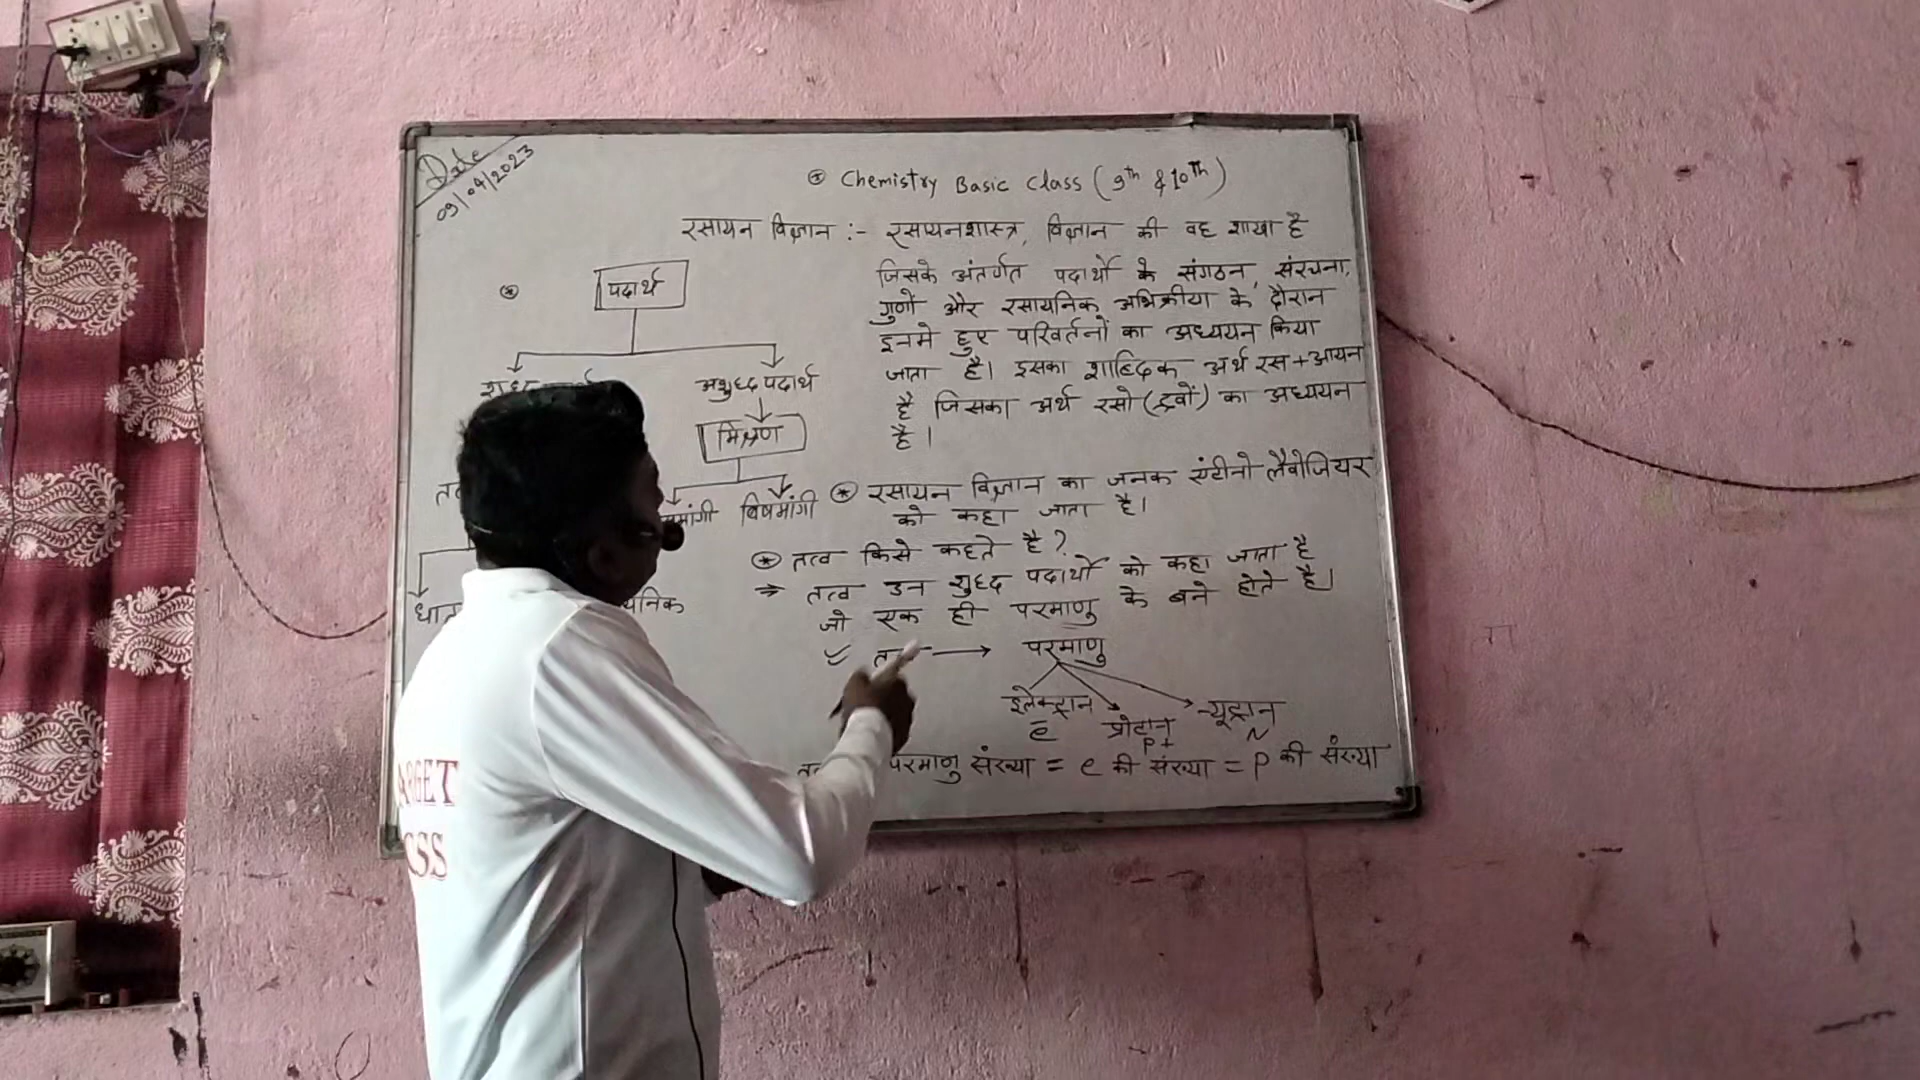 Date
09/04/2023
⊛ Chemistry Basic Class (9th & 10th)
रसायन विज्ञान :- रसायनशास्त्र, विज्ञान की वह शाखा है
जिसके अंतर्गत पदार्थो के संगठन, संरचना,
गुणो और रसायनिक अभिक्रीया के दौरान
इनमे हुए परिवर्तनों का अध्ययन किया
जाता है। इसका शाब्दिक अर्थ रस+आयन
है जिसका अर्थ रसो (द्रवों) का अध्ययन
है।
⊛ रसायन विज्ञान का जनक एंटीनो लैवोजियर
को कहा जाता है।
⊛ तत्व किसे कहते है?
⇒ तत्व उन शुध्द पदार्थो को कहा जाता है
जो एक ही परमाणु के बने होते है।
→ परमाणु
इलेक्ट्रान
प्रोटान
न्यूट्रान
e̅
P+
N
परमाणु संख्या = e की संख्या = P की संख्या
⊛ पदार्थ
अशुध्द पदार्थ
मिश्रण
विषमांगी
ARGET
CSS